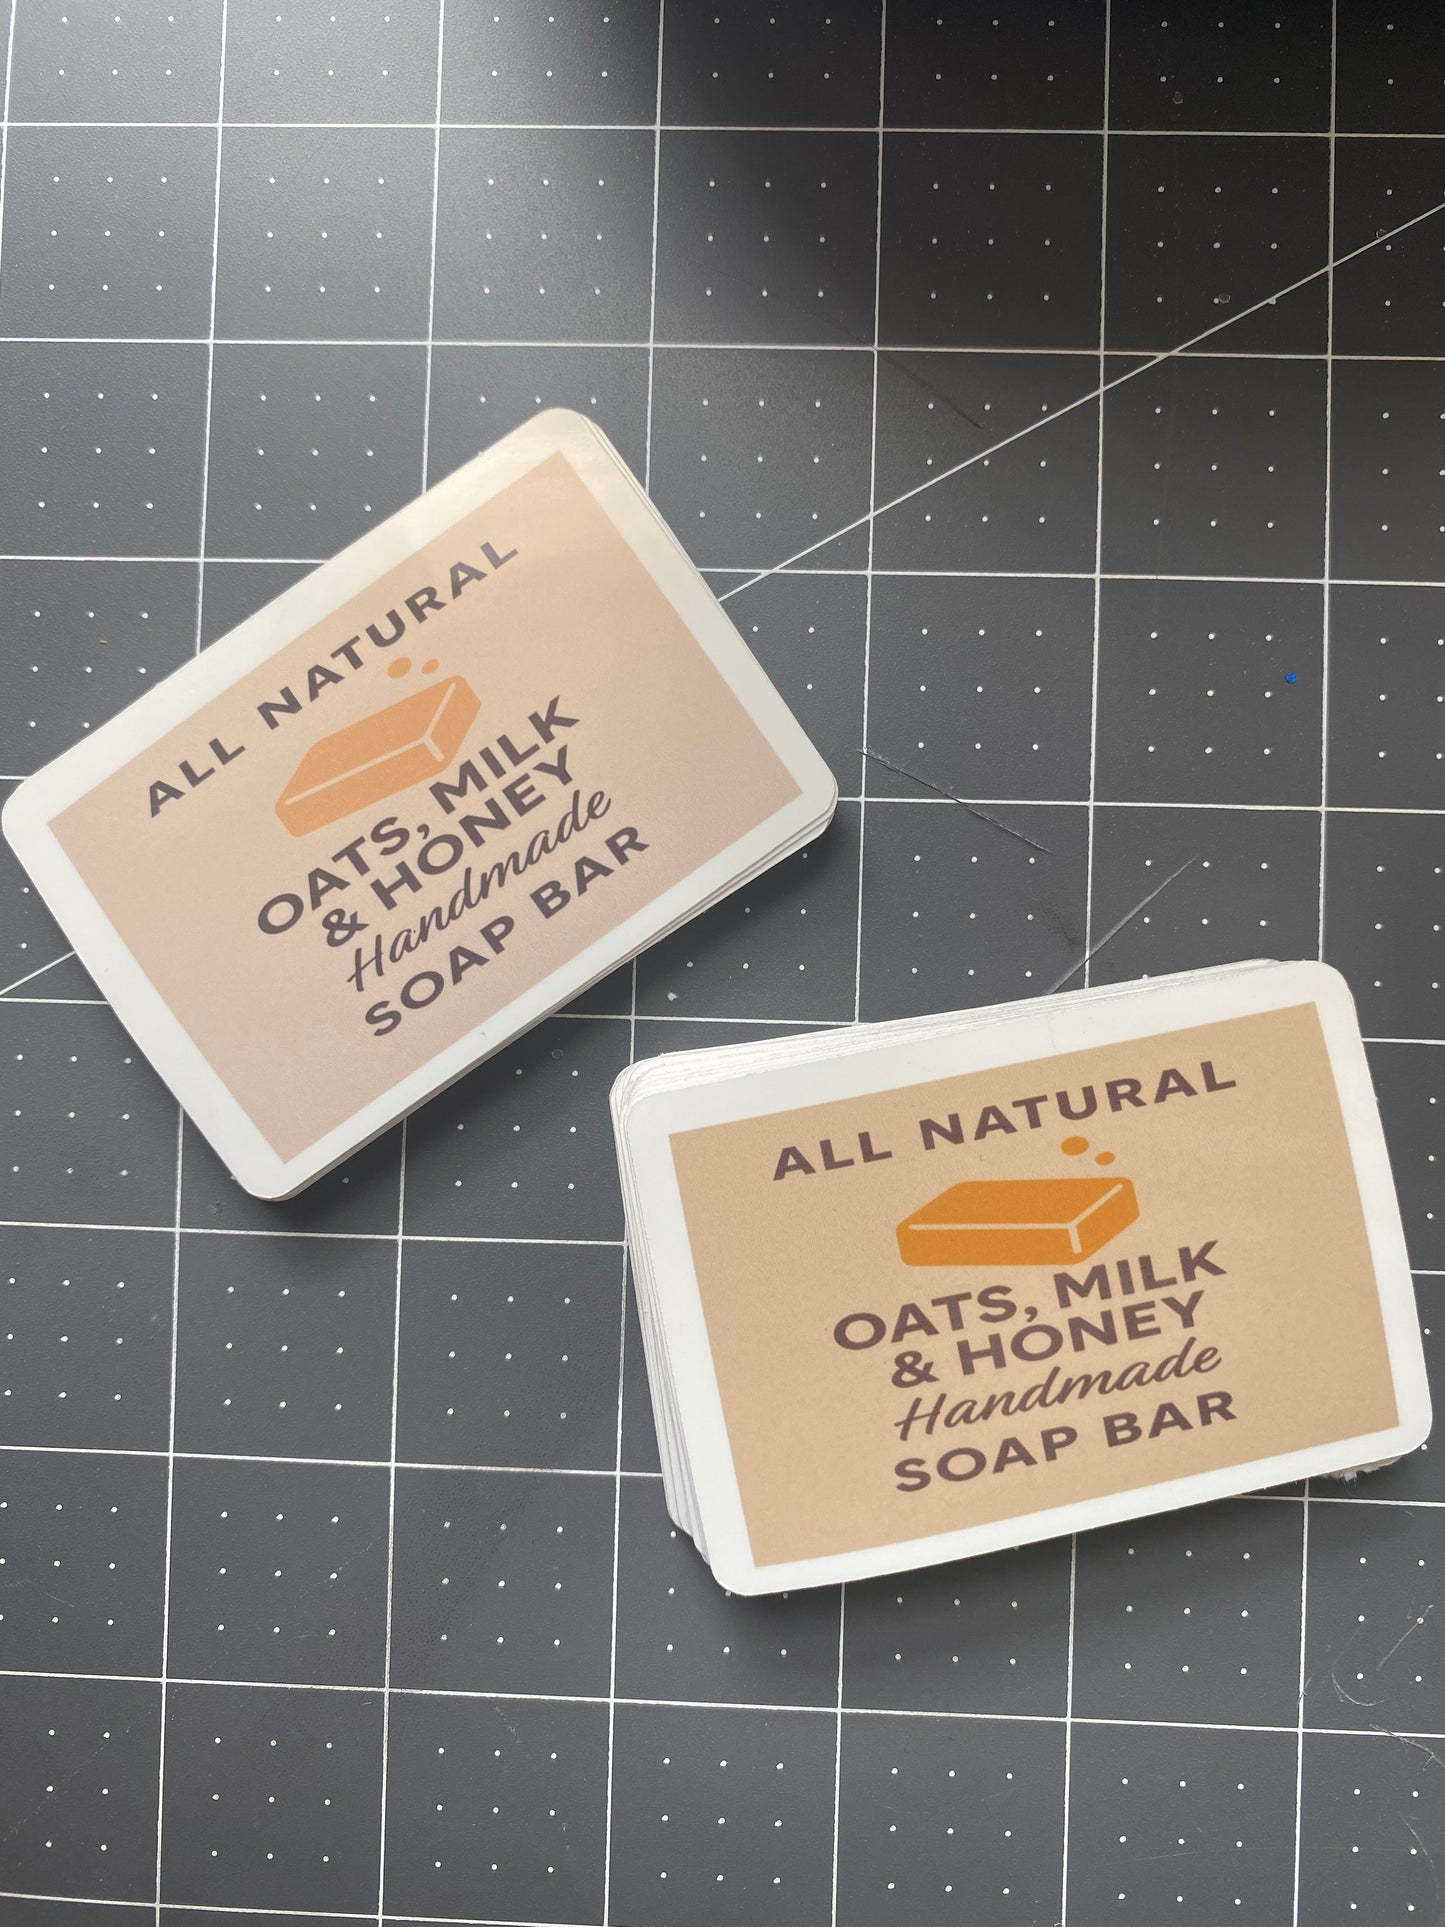 ALL NATURAL
OATS, MILK
& HONEY
Handmade
SOAP BAR
ALL NATURAL
OATS, MILK
& HONEY
Handmade
SOAP BAR